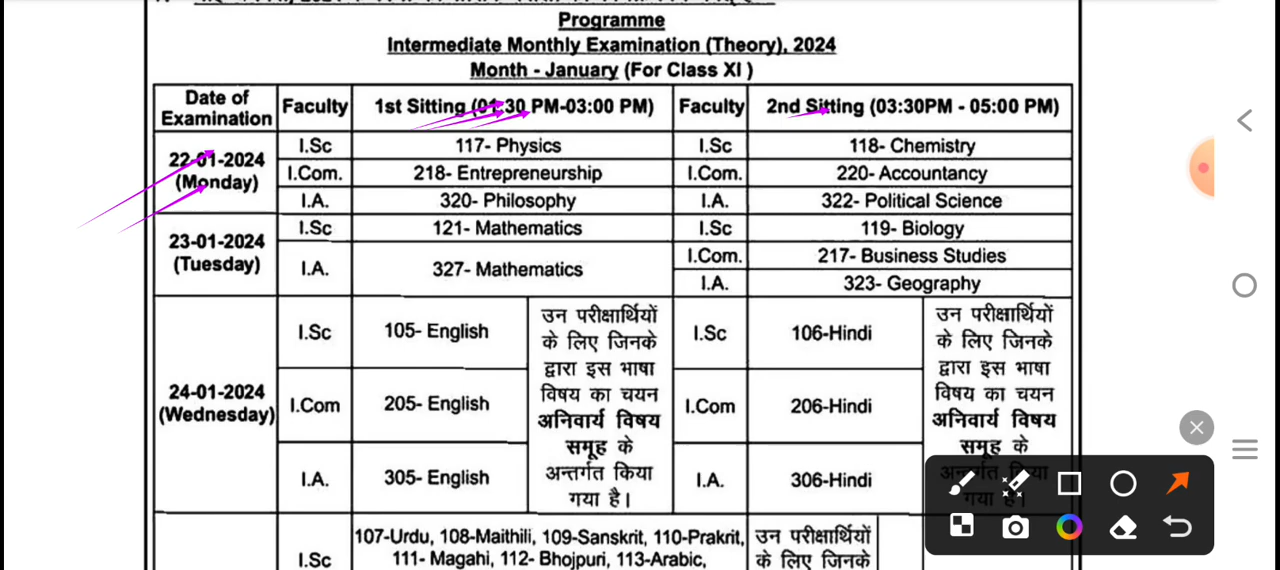 Programme
Intermediate Monthly Examination (Theory), 2024
Month - January (For Class XI )
Date of Examination
Faculty
1st Sitting (01:30 PM-03:00 PM)
Faculty
2nd Sitting (03:30PM - 05:00 PM)
22-01-2024
(Monday)
I.Sc
117- Physics
I.Sc
118- Chemistry
I.Com.
218- Entrepreneurship
I.Com.
220- Accountancy
I.A.
320- Philosophy
I.A.
322- Political Science
23-01-2024
(Tuesday)
I.Sc
121- Mathematics
I.Sc
119- Biology
I.A.
327- Mathematics
I.Com.
217- Business Studies
I.A.
323- Geography
24-01-2024
(Wednesday)
I.Sc
105- English
I.Com
205- English
I.A.
305- English
उन परीक्षार्थियों
के लिए जिनके
द्वारा इस भाषा
विषय का चयन
अनिवार्य विषय
समूह के
अन्तर्गत किया
गया है।
I.Sc
106-Hindi
I.Com
206-Hindi
I.A.
306-Hindi
उन परीक्षार्थियों
के लिए जिनके
द्वारा इस भाषा
विषय का चयन
अनिवार्य विषय
समूह के
अन्तर्गत किया
गया है।
I.Sc
107-Urdu, 108-Maithili, 109-Sanskrit, 110-Prakrit,
111- Magahi, 112- Bhojpuri, 113-Arabic,
उन परीक्षार्थियों
के लिए जिनके